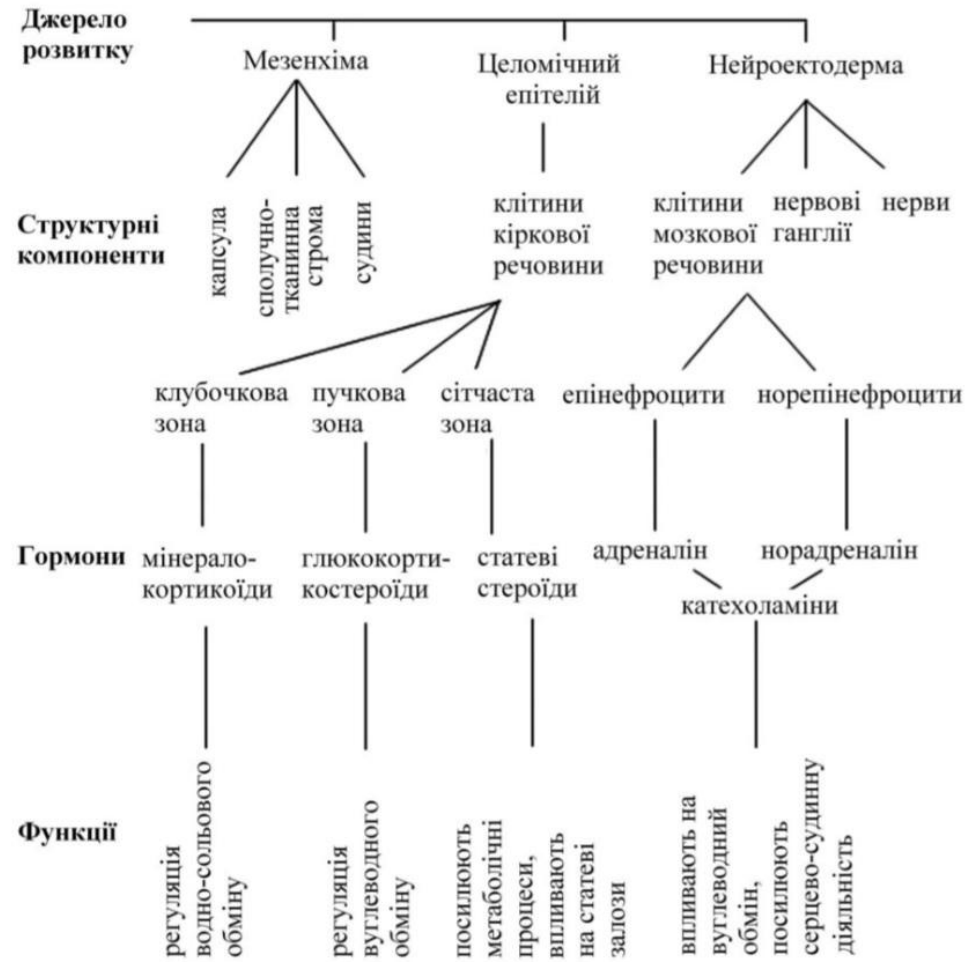 Джерело
розвитку
Мезенхіма
Целомічний
епітелій
Нейроектодерма
Структурні
компоненти
капсула
сполучно-
тканинна
строма
судини
клітини
кіркової
речовини
клітини
мозкової
речовини
нервові
ганглії
нерви
клубочкова
зона
пучкова
зона
сітчаста
зона
епінефроцити
норепінефроцити
Гормони
мінерало-
кортикоїди
глюкокорти-
костероїди
статеві
стероїди
адреналін
норадреналін
катехоламіни
Функції
регуляція
водно-сольового
обміну
регуляція
вуглеводного
обміну
посилюють
метаболічні
процеси,
впливають
на статеві
залози
впливають на
вуглеводний
обмін,
посилюють
серцево-судинну
діяльність